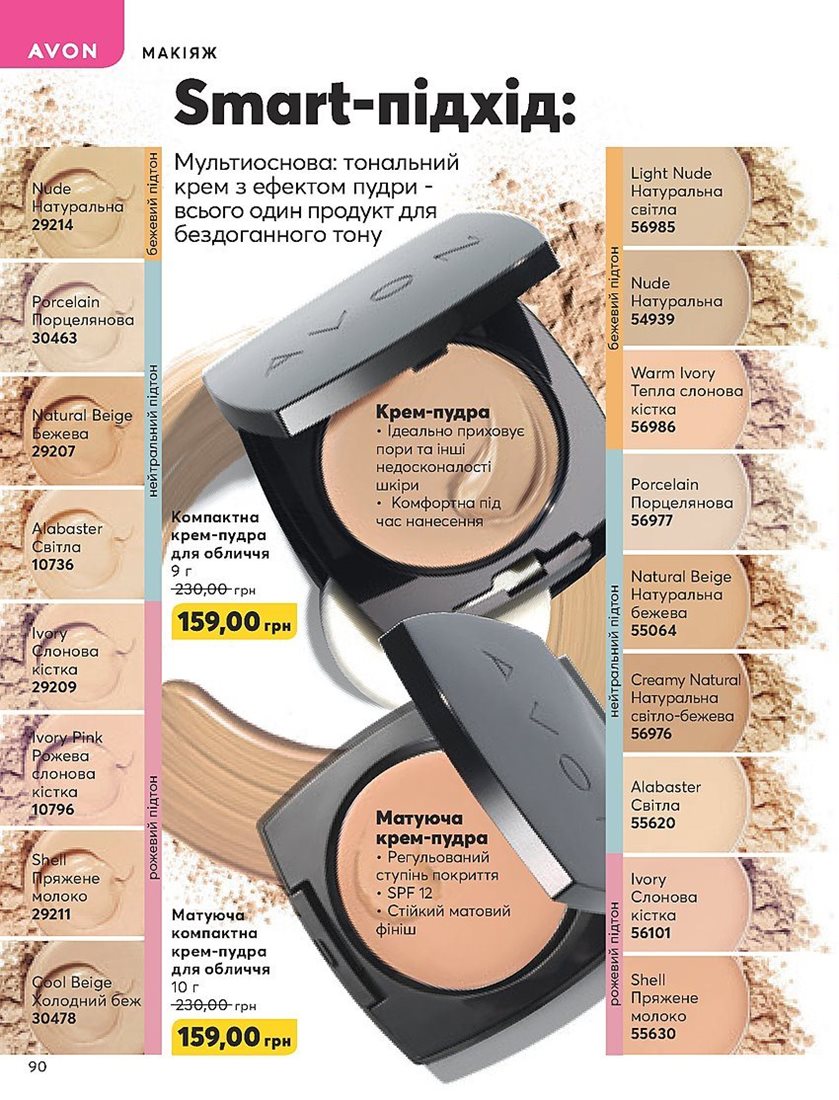 AVON
МАКІЯЖ
Smart-підхід:
Мультиоснова: тональний
крем з ефектом пудри -
всього один продукт для
бездоганного тону
бежевий підтон
Nude
Натуральна
29214
нейтральний підтон
Porcelain
Порцелянова
30463
Natural Beige
Бежева
29207
Alabaster
Світла
10736
рожевий підтон
Ivory
Слонова
кістка
29209
Ivory Pink
Рожева
слонова
кістка
10796
Shell
Пряжене
молоко
29211
Cool Beige
Холодний беж
30478
AVON
Крем-пудра
• Ідеально приховує
пори та інші
недосконалості
шкіри
• Комфортна під
час нанесення
Компактна
крем-пудра
для обличчя
9 г
230,00 грн
159,00 грн
AVON
Матуюча
крем-пудра
• Регульований
ступінь покриття
• SPF 12
• Стійкий матовий
фініш
Матуюча
компактна
крем-пудра
для обличчя
10 г
230,00 грн
159,00 грн
бежевий підтон
Light Nude
Натуральна
світла
56985
Nude
Натуральна
54939
Warm Ivory
Тепла слонова
кістка
56986
нейтральний підтон
Porcelain
Порцелянова
56977
Natural Beige
Натуральна
бежева
55064
Creamy Natural
Натуральна
світло-бежева
56976
Alabaster
Світла
55620
рожевий підтон
Ivory
Слонова
кістка
56101
Shell
Пряжене
молоко
55630
90